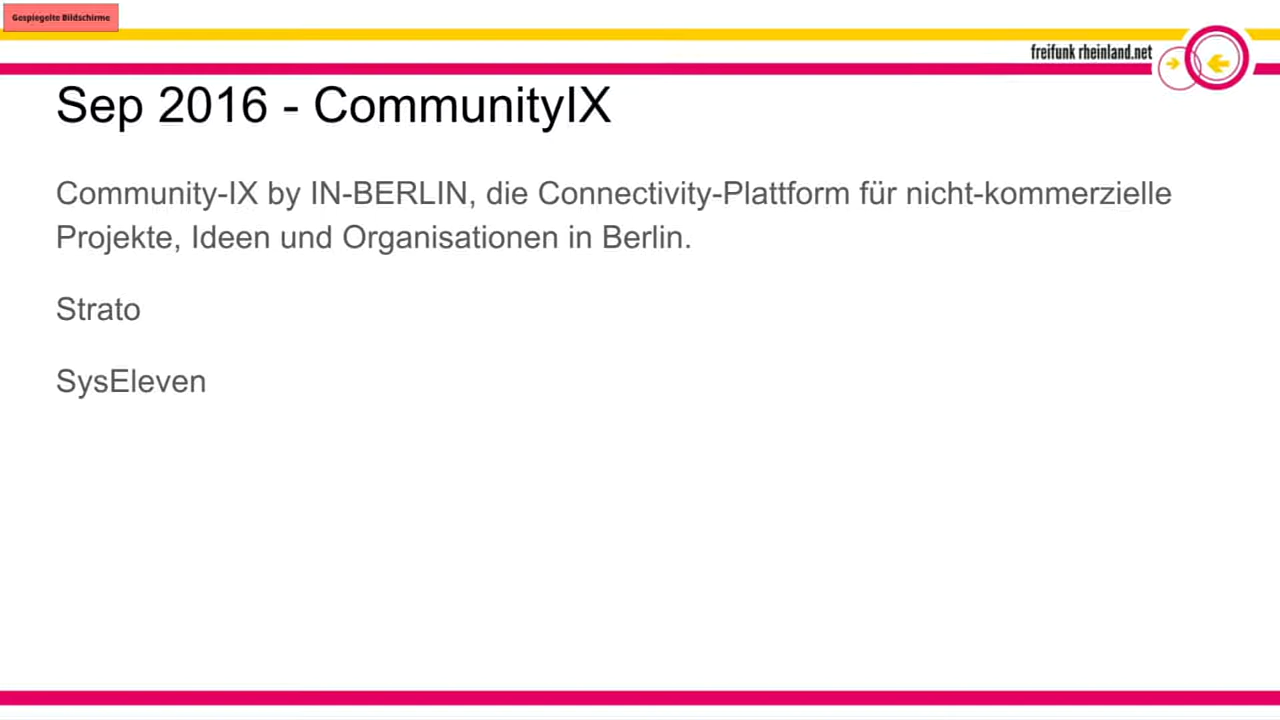 Gespiegelte Bildschirme
freifunk rheinland.net
Sep 2016 - CommunityIX
Community-IX by IN-BERLIN, die Connectivity-Plattform für nicht-kommerzielle
Projekte, Ideen und Organisationen in Berlin.
Strato
SysEleven